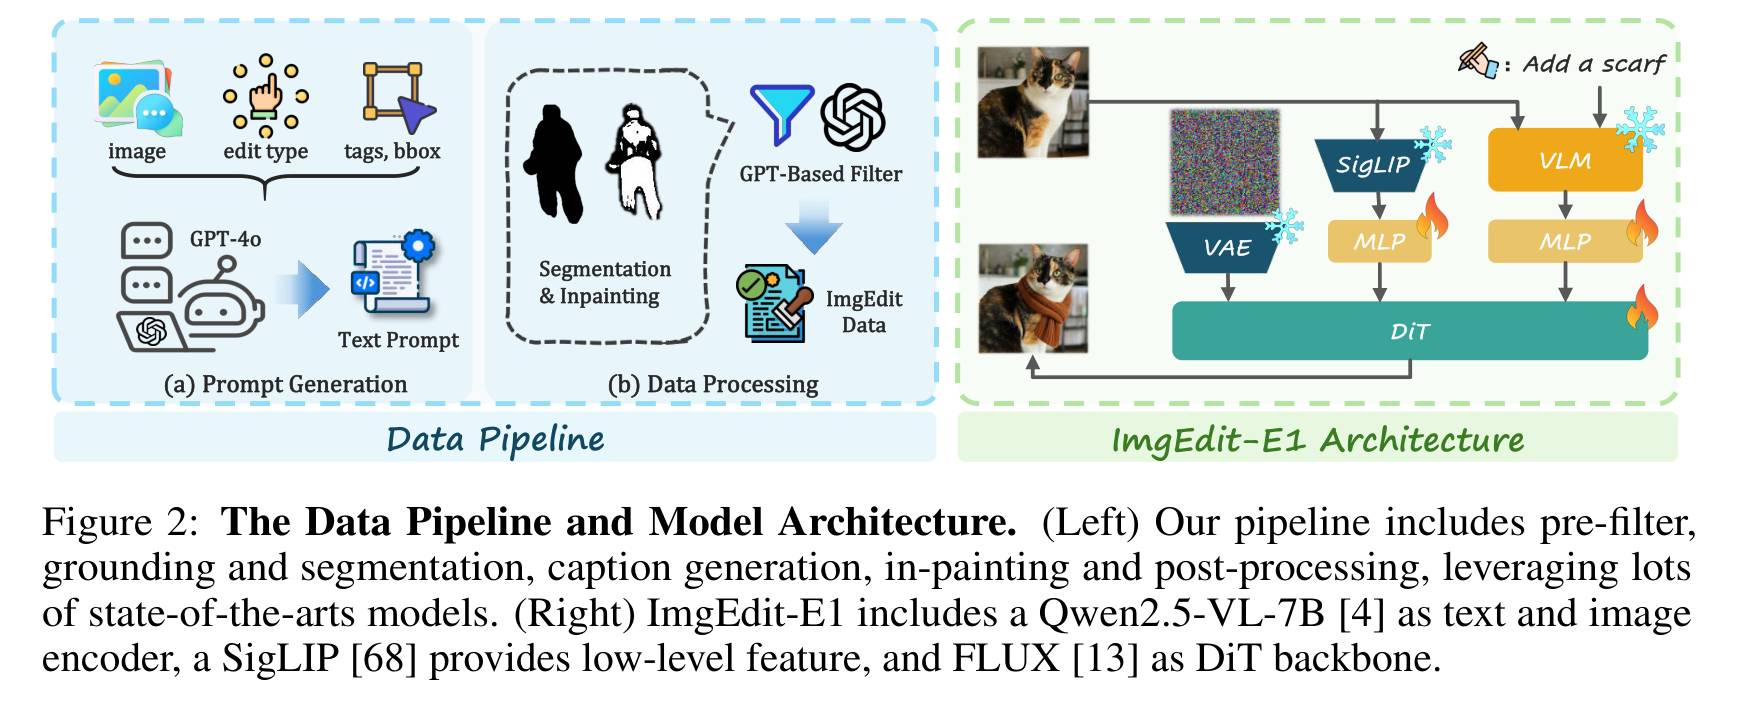 image
edit type
tags, bbox
GPT-4o
Text Prompt
(a) Prompt Generation
Segmentation
& Inpainting
GPT-Based Filter
ImgEdit
Data
(b) Data Processing
Data Pipeline
: Add a scarf
SigLIP
VLM
VAE
MLP
MLP
DiT
ImgEdit-E1 Architecture
Figure 2: The Data Pipeline and Model Architecture. (Left) Our pipeline includes pre-filter,
grounding and segmentation, caption generation, in-painting and post-processing, leveraging lots
of state-of-the-arts models. (Right) ImgEdit-E1 includes a Qwen2.5-VL-7B [4] as text and image
encoder, a SigLIP [68] provides low-level feature, and FLUX [13] as DiT backbone.